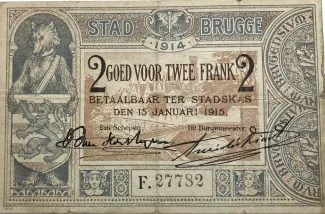 STAD BRUGGE
1914
2 GOED VOOR TWEE FRANK 2
BETAALBAAR TER STADSKAS
DEN 15 JANUARI 1915.
Een Schepen De Burgemeester,
F. 27782